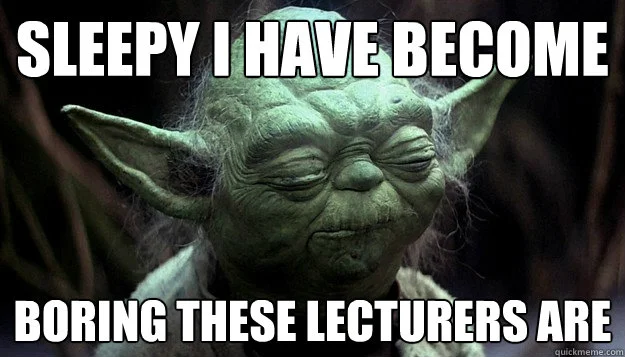 SLEEPY I HAVE BECOME
BORING THESE LECTURERS ARE
quickmeme.com